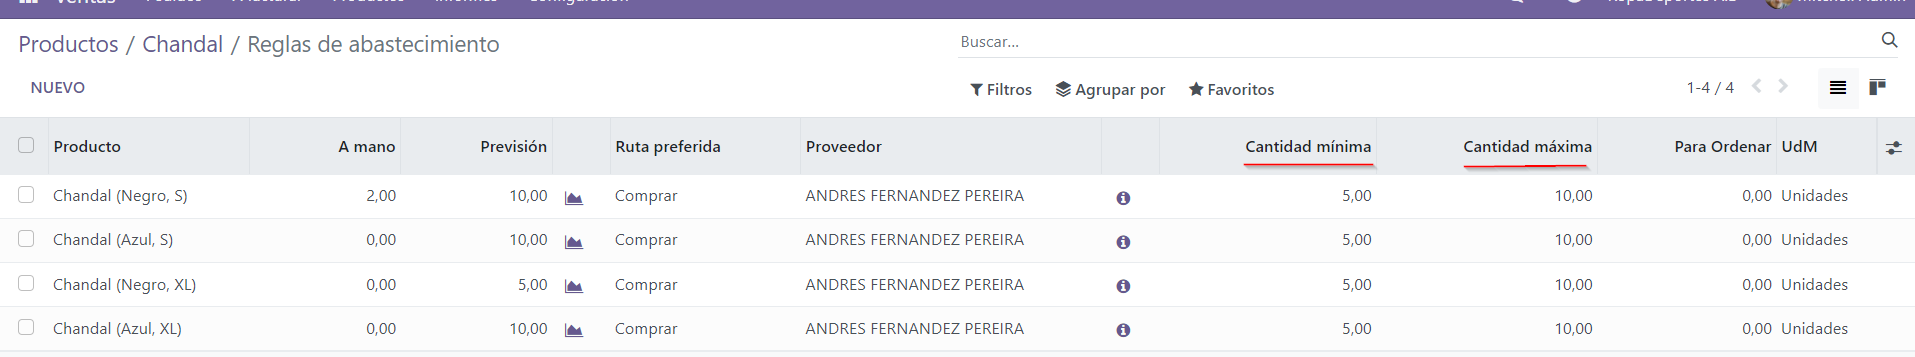 Productos / Chandal / Reglas de abastecimiento
Buscar...
NUEVO
Filtros Agrupar por Favoritos 1-4 / 4
Producto A mano Previsión Ruta preferida Proveedor Cantidad mínima Cantidad máxima Para Ordenar UdM
Chandal (Negro, S) 2,00 10,00 Comprar ANDRES FERNANDEZ PEREIRA 5,00 10,00 0,00 Unidades
Chandal (Azul, S) 0,00 10,00 Comprar ANDRES FERNANDEZ PEREIRA 5,00 10,00 0,00 Unidades
Chandal (Negro, XL) 0,00 5,00 Comprar ANDRES FERNANDEZ PEREIRA 5,00 10,00 0,00 Unidades
Chandal (Azul, XL) 0,00 10,00 Comprar ANDRES FERNANDEZ PEREIRA 5,00 10,00 0,00 Unidades